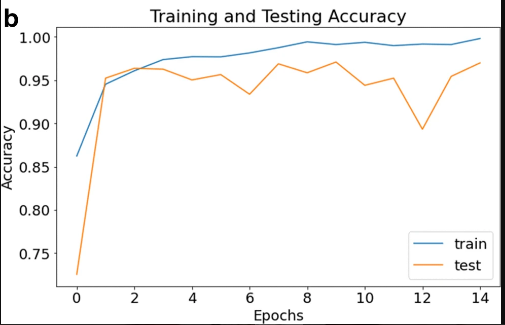 b
Training and Testing Accuracy
1.00
0.95
0.90
0.85
0.80
0.75
Accuracy
train
test
0 2 4 6 8 10 12 14
Epochs